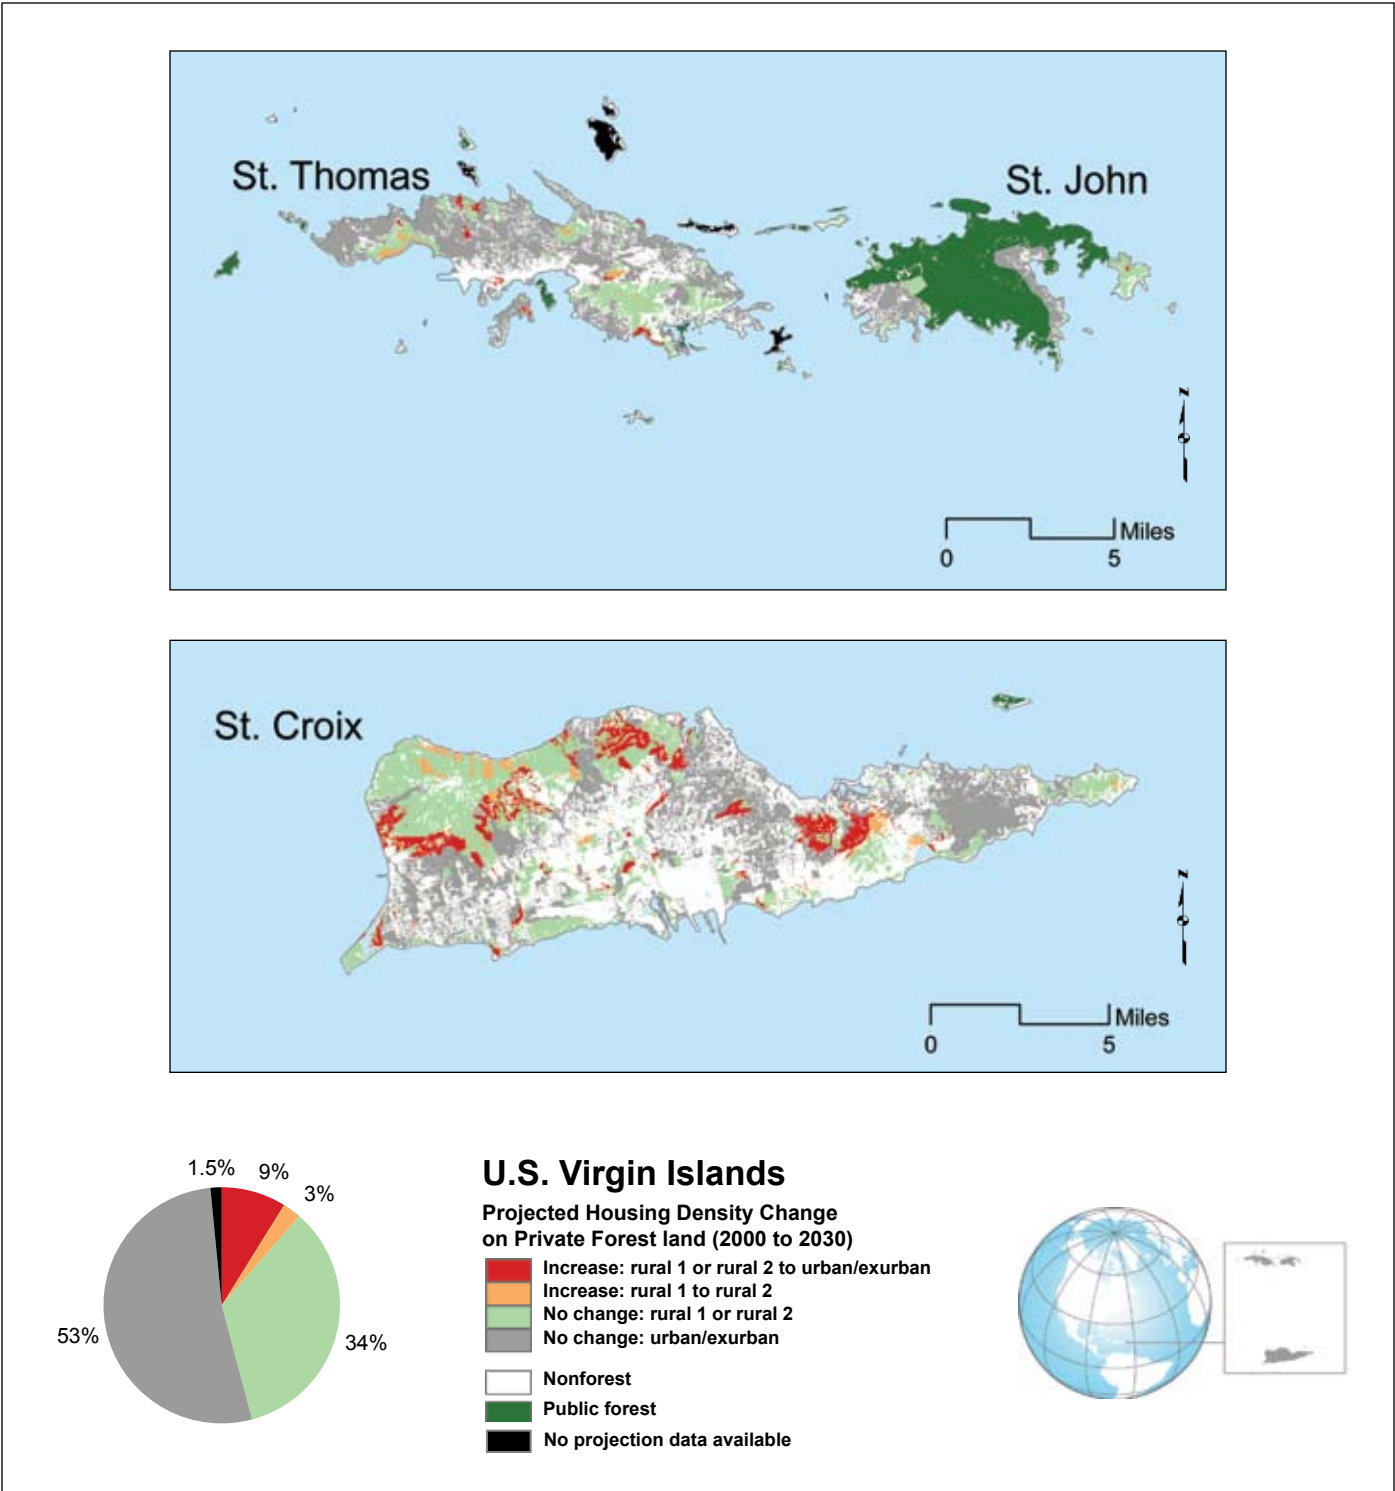 St. Thomas
St. John
z
Miles
0 5
St. Croix
z
Miles
0 5
1.5%
9%
3%
53%
34%
U.S. Virgin Islands
Projected Housing Density Change
on Private Forest land (2000 to 2030)
Increase: rural 1 or rural 2 to urban/exurban
Increase: rural 1 to rural 2
No change: rural 1 or rural 2
No change: urban/exurban
Nonforest
Public forest
No projection data available